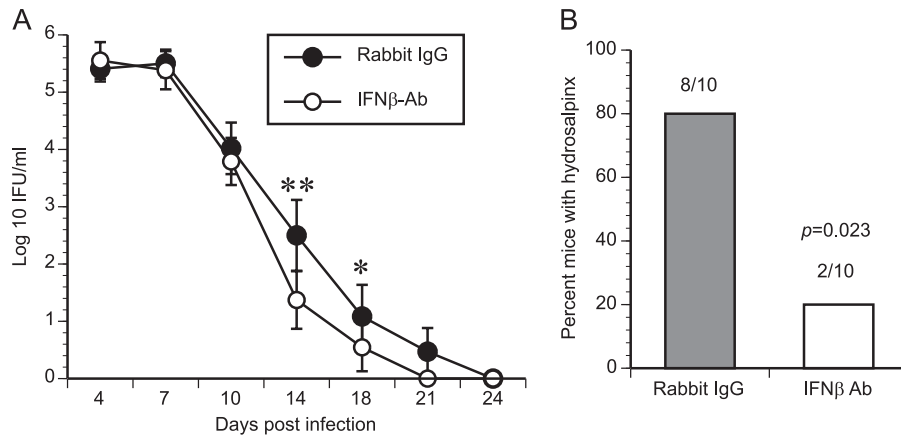 A
6
5
4
3
2
1
0
Log 10 IFU/ml
Rabbit IgG
IFNβ-Ab
**
*
4 7 10 14 18 21 24
Days post infection
B
100
80
60
40
20
0
Percent mice with hydrosalpinx
8/10
p=0.023
2/10
Rabbit IgG IFNβ Ab